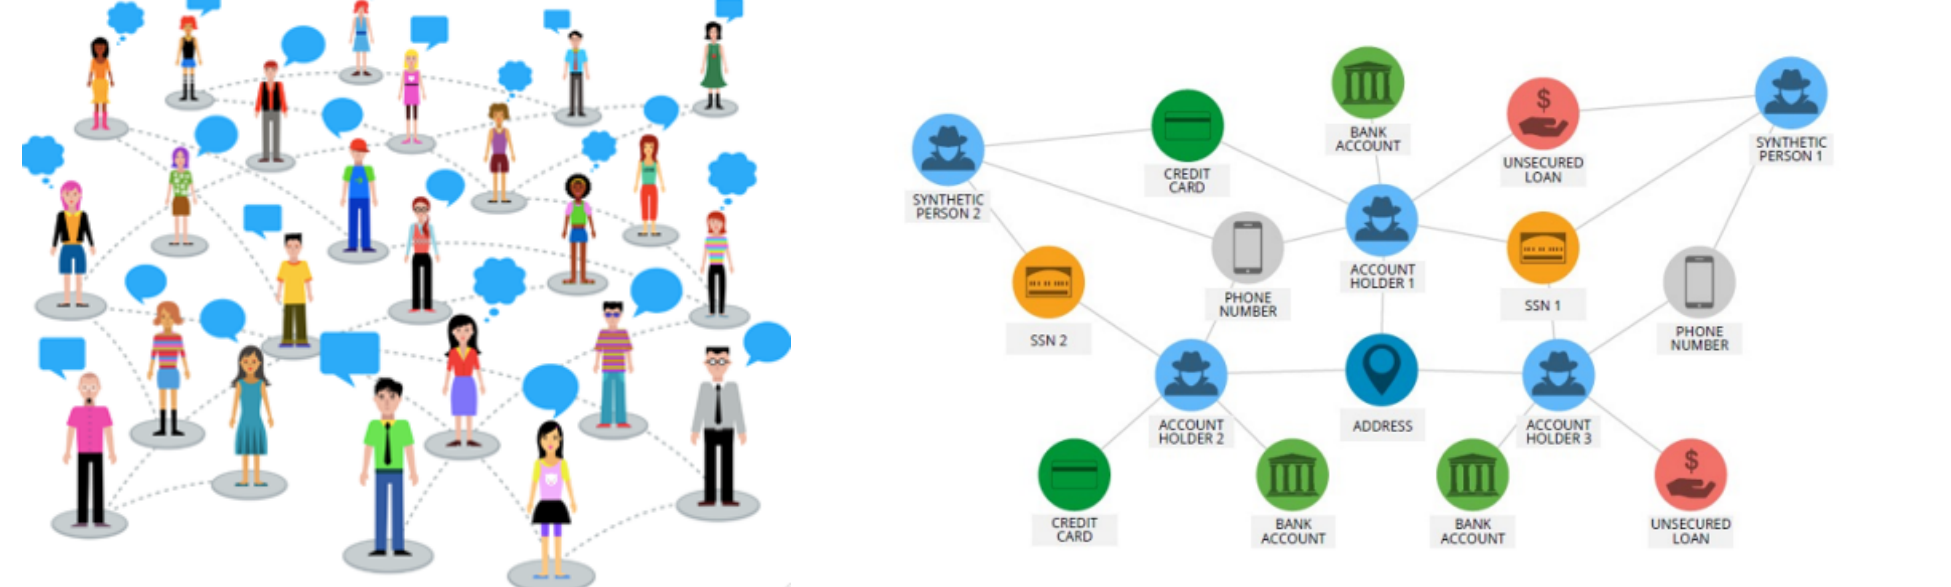 BANK
ACCOUNT
SYNTHETIC
PERSON 1
UNSECURED
LOAN
CREDIT
CARD
SYNTHETIC
PERSON 2
$
ACCOUNT
HOLDER 1
PHONE
NUMBER
SSN 1
PHONE
NUMBER
SSN 2
ACCOUNT
HOLDER 2
ADDRESS
ACCOUNT
HOLDER 3
$
CREDIT
CARD
BANK
ACCOUNT
BANK
ACCOUNT
UNSECURED
LOAN